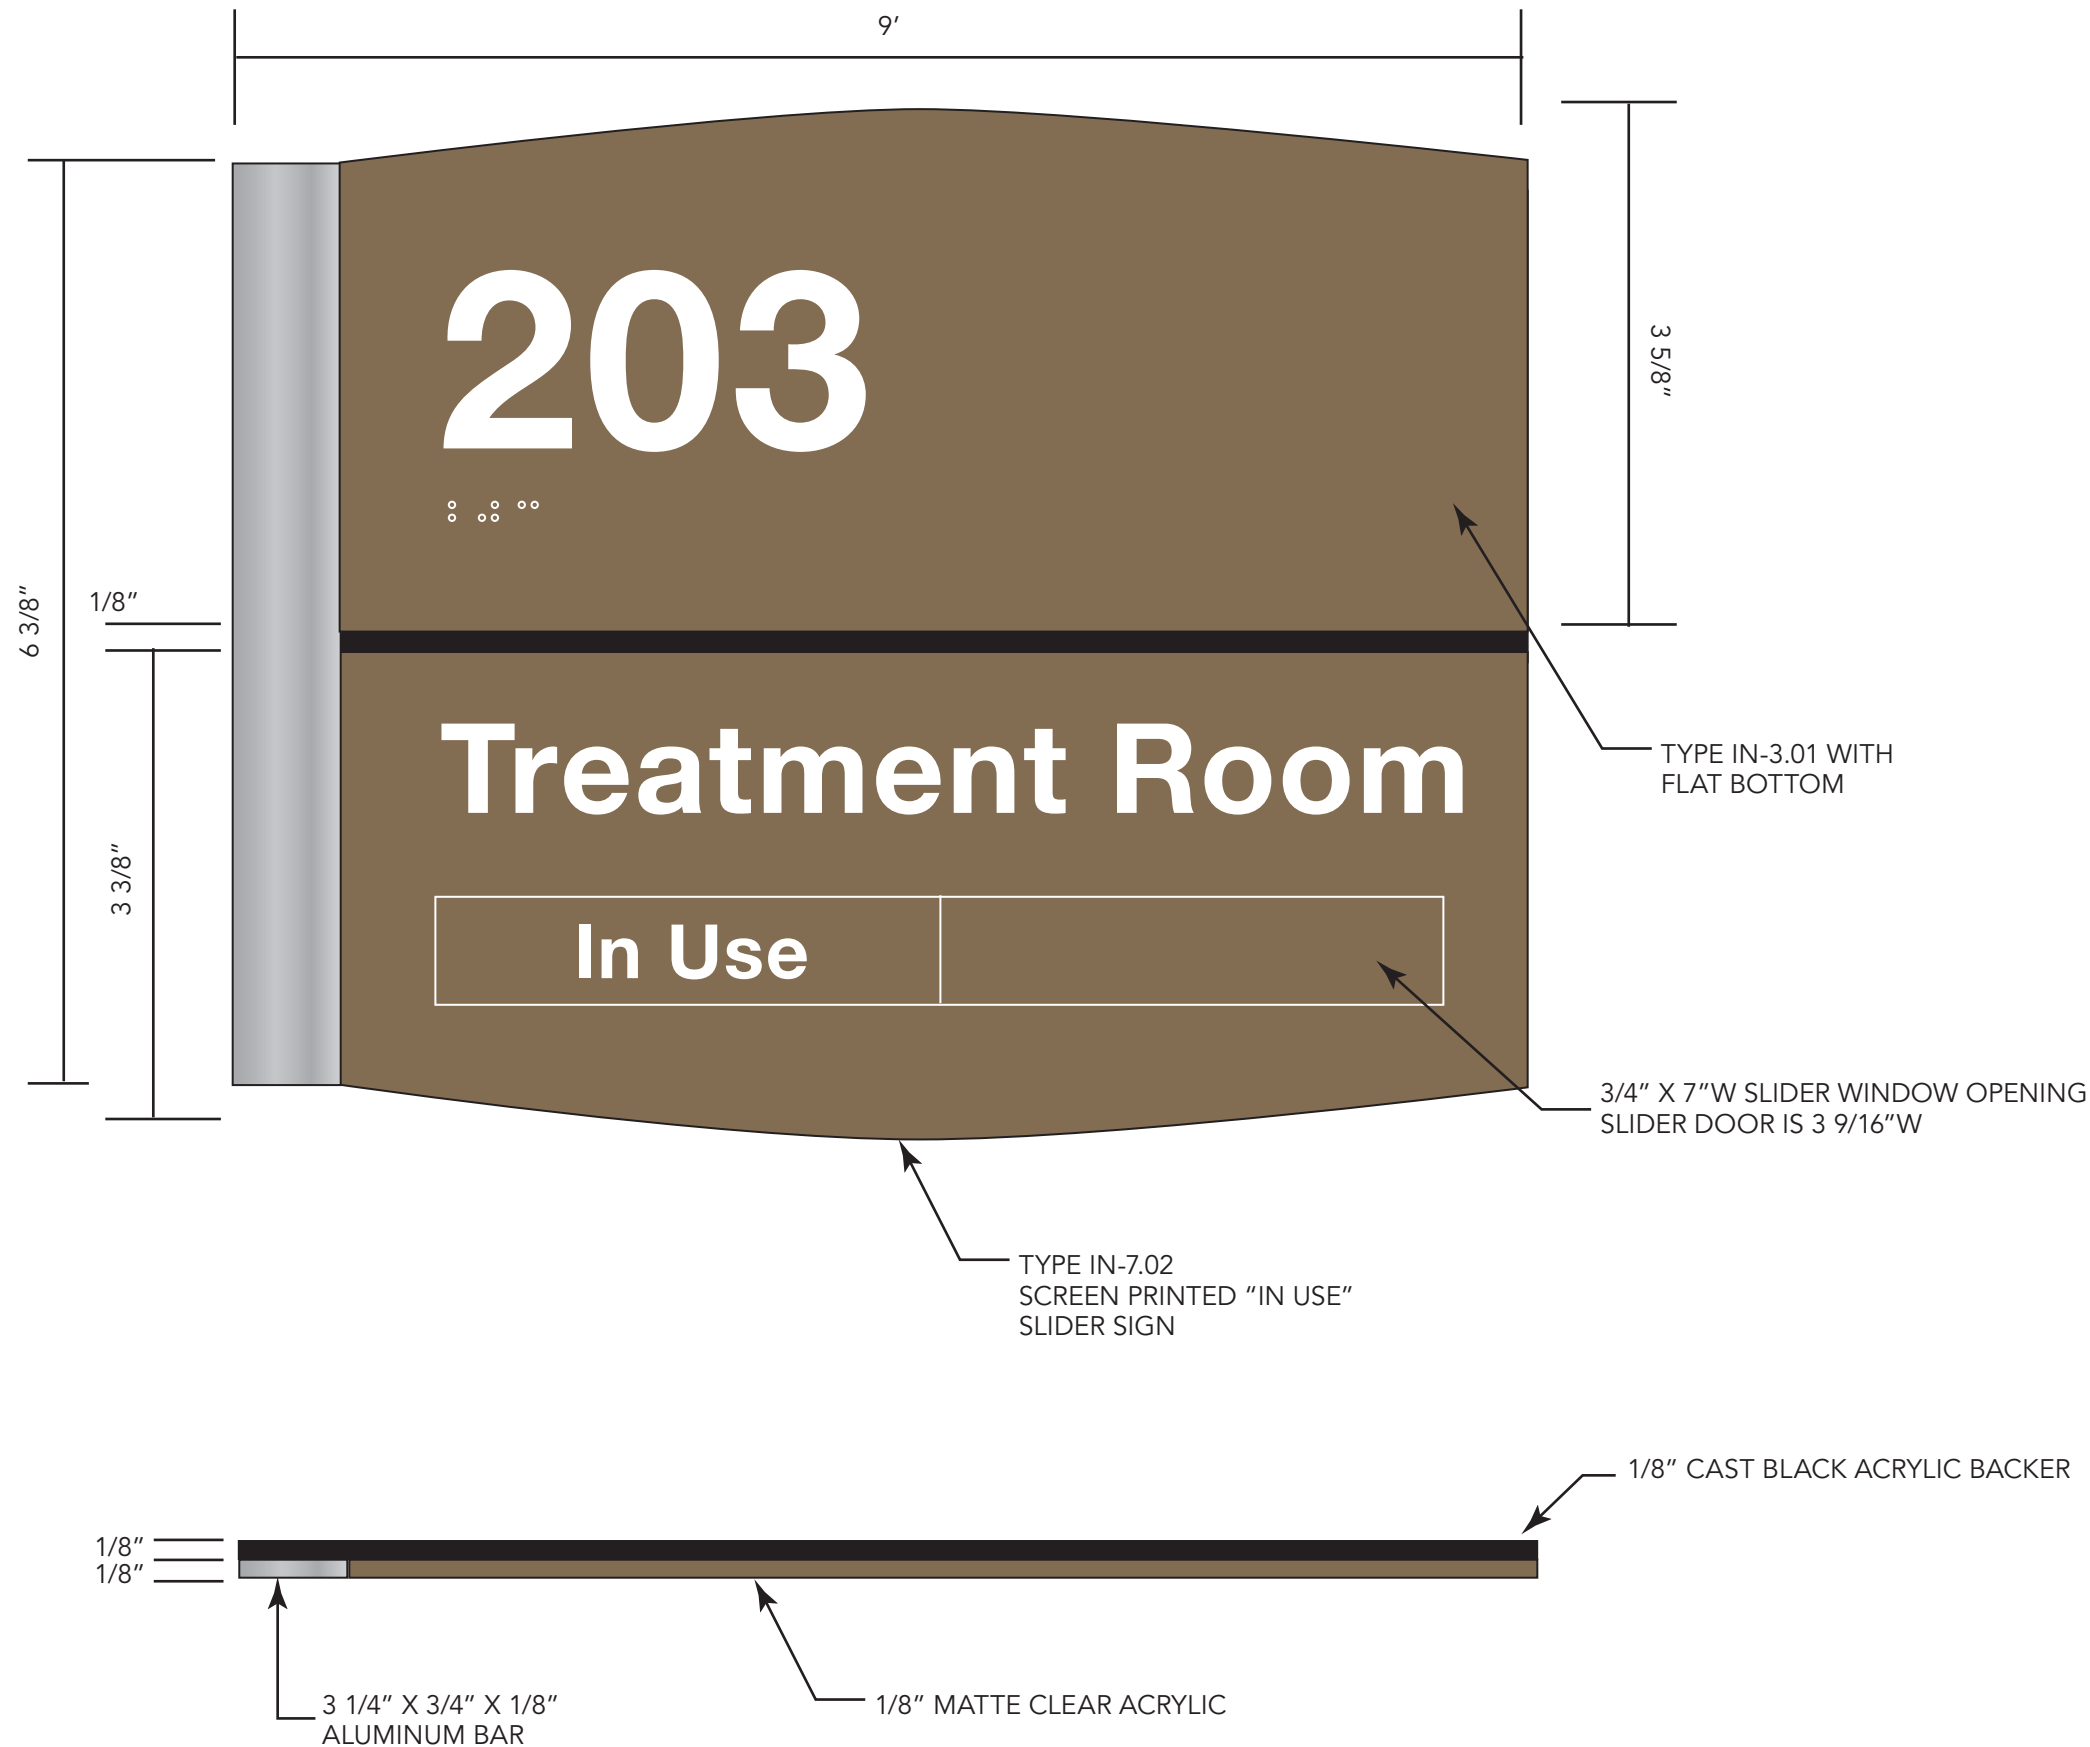 9’
203
⠇ ⠼ ⠉
3 5/8”
6 3/8”
1/8”
Treatment Room
TYPE IN-3.01 WITH
FLAT BOTTOM
3 3/8”
In Use
3/4” X 7”W SLIDER WINDOW OPENING
SLIDER DOOR IS 3 9/16”W
TYPE IN-7.02
SCREEN PRINTED “IN USE”
SLIDER SIGN
1/8” CAST BLACK ACRYLIC BACKER
1/8”
1/8”
3 1/4” X 3/4” X 1/8”
ALUMINUM BAR
1/8” MATTE CLEAR ACRYLIC